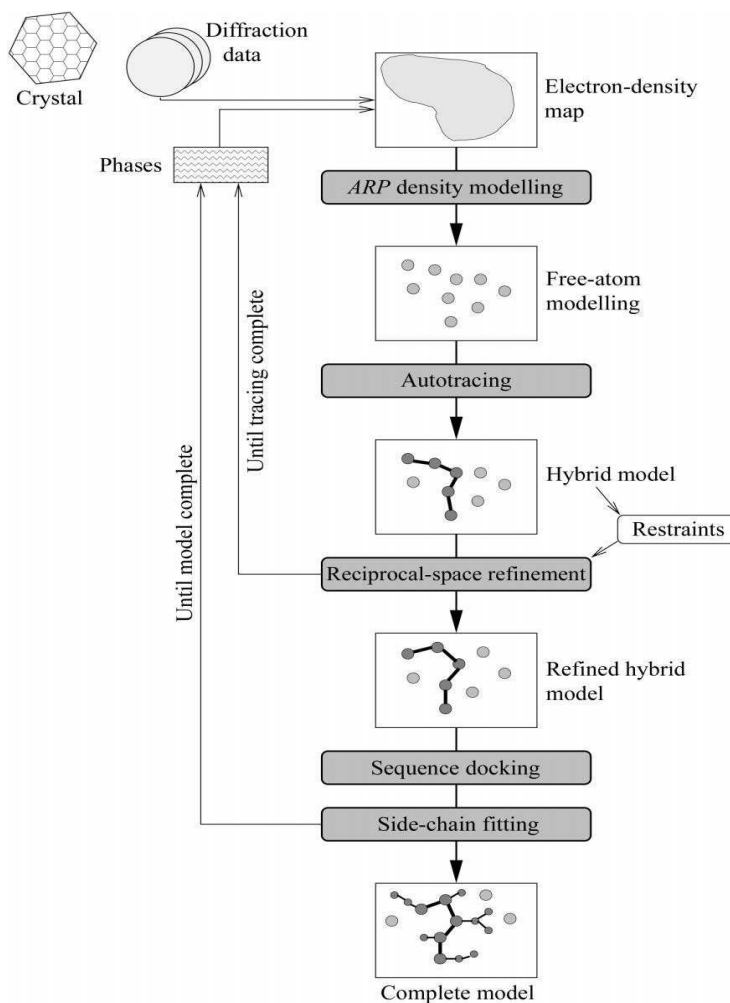 Crystal
Diffraction
data
Electron-density
map
Phases
ARP density modelling
Free-atom
modelling
Autotracing
Until tracing complete
Until model complete
Hybrid model
Restraints
Reciprocal-space refinement
Refined hybrid
model
Sequence docking
Side-chain fitting
Complete model